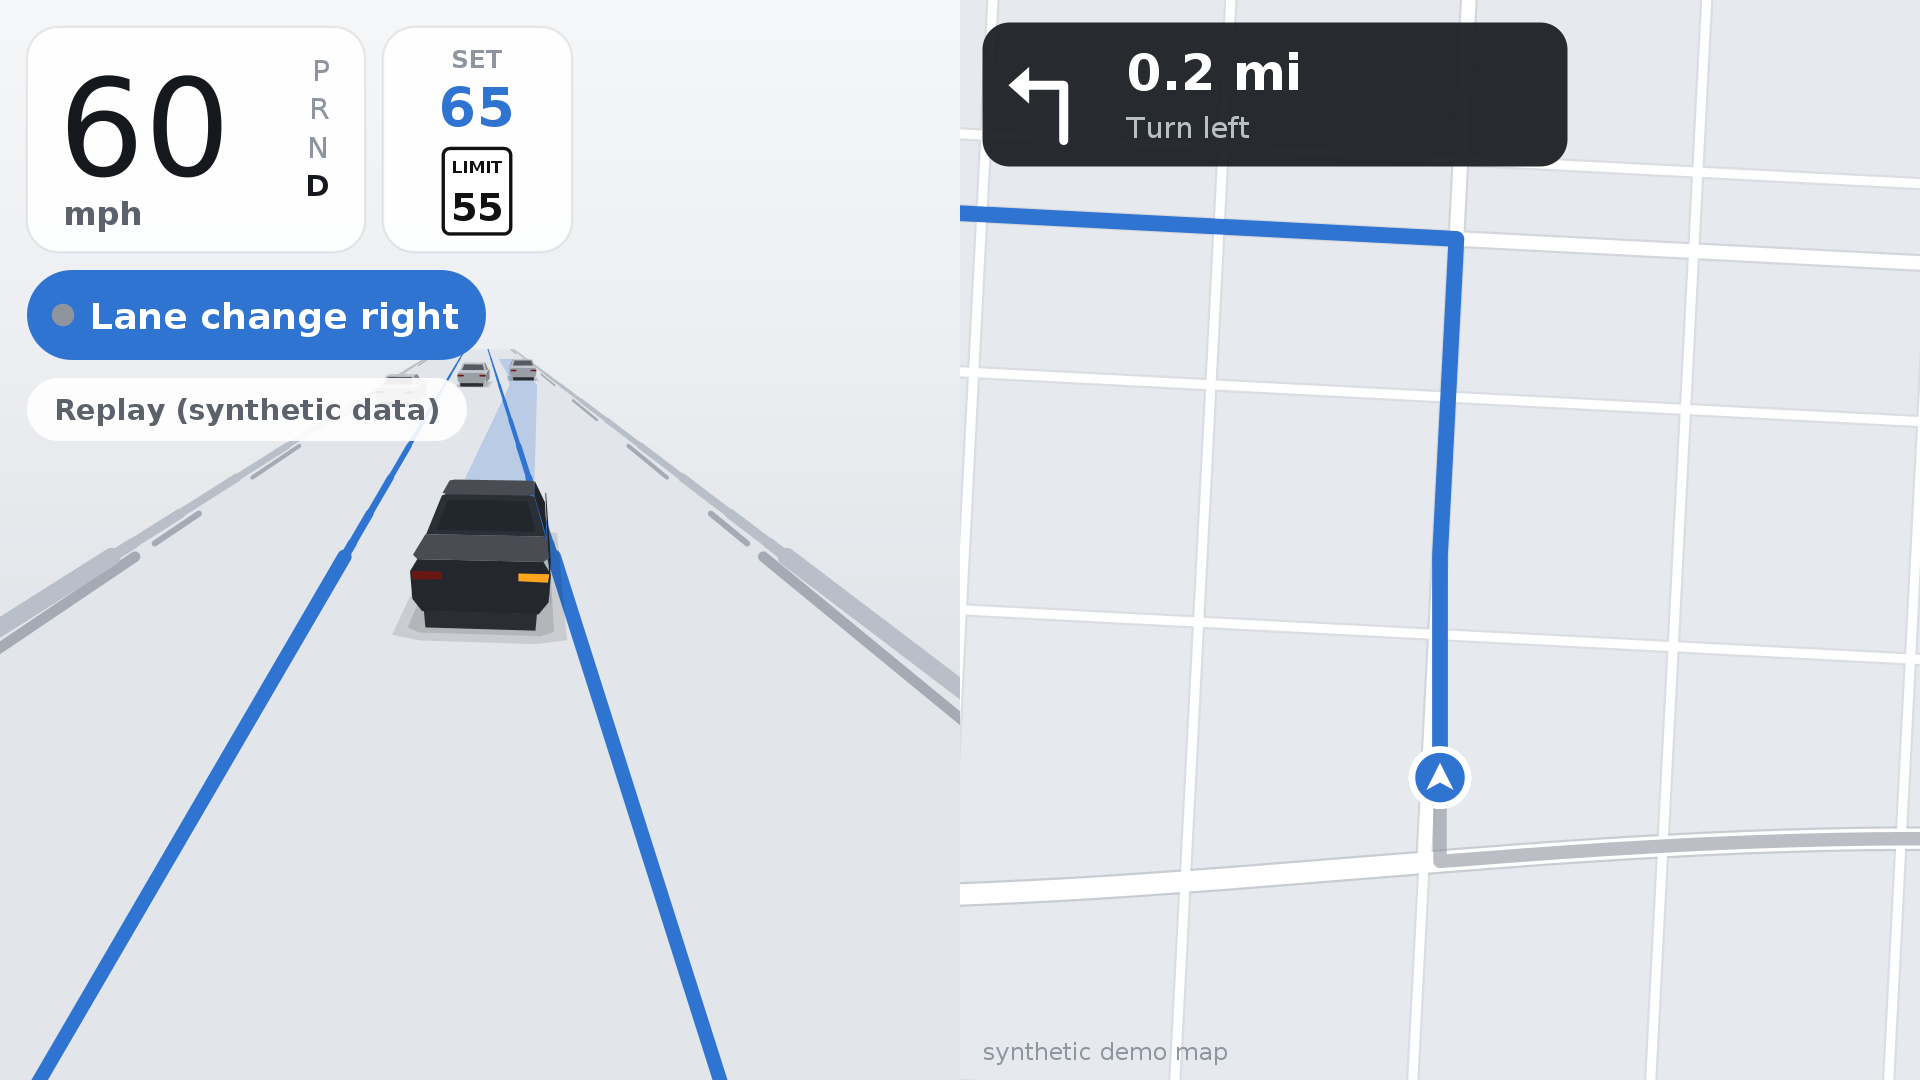 60
mph
P
R
N
D
SET
65
LIMIT
55
Lane change right
Replay (synthetic data)
0.2 mi
Turn left
synthetic demo map